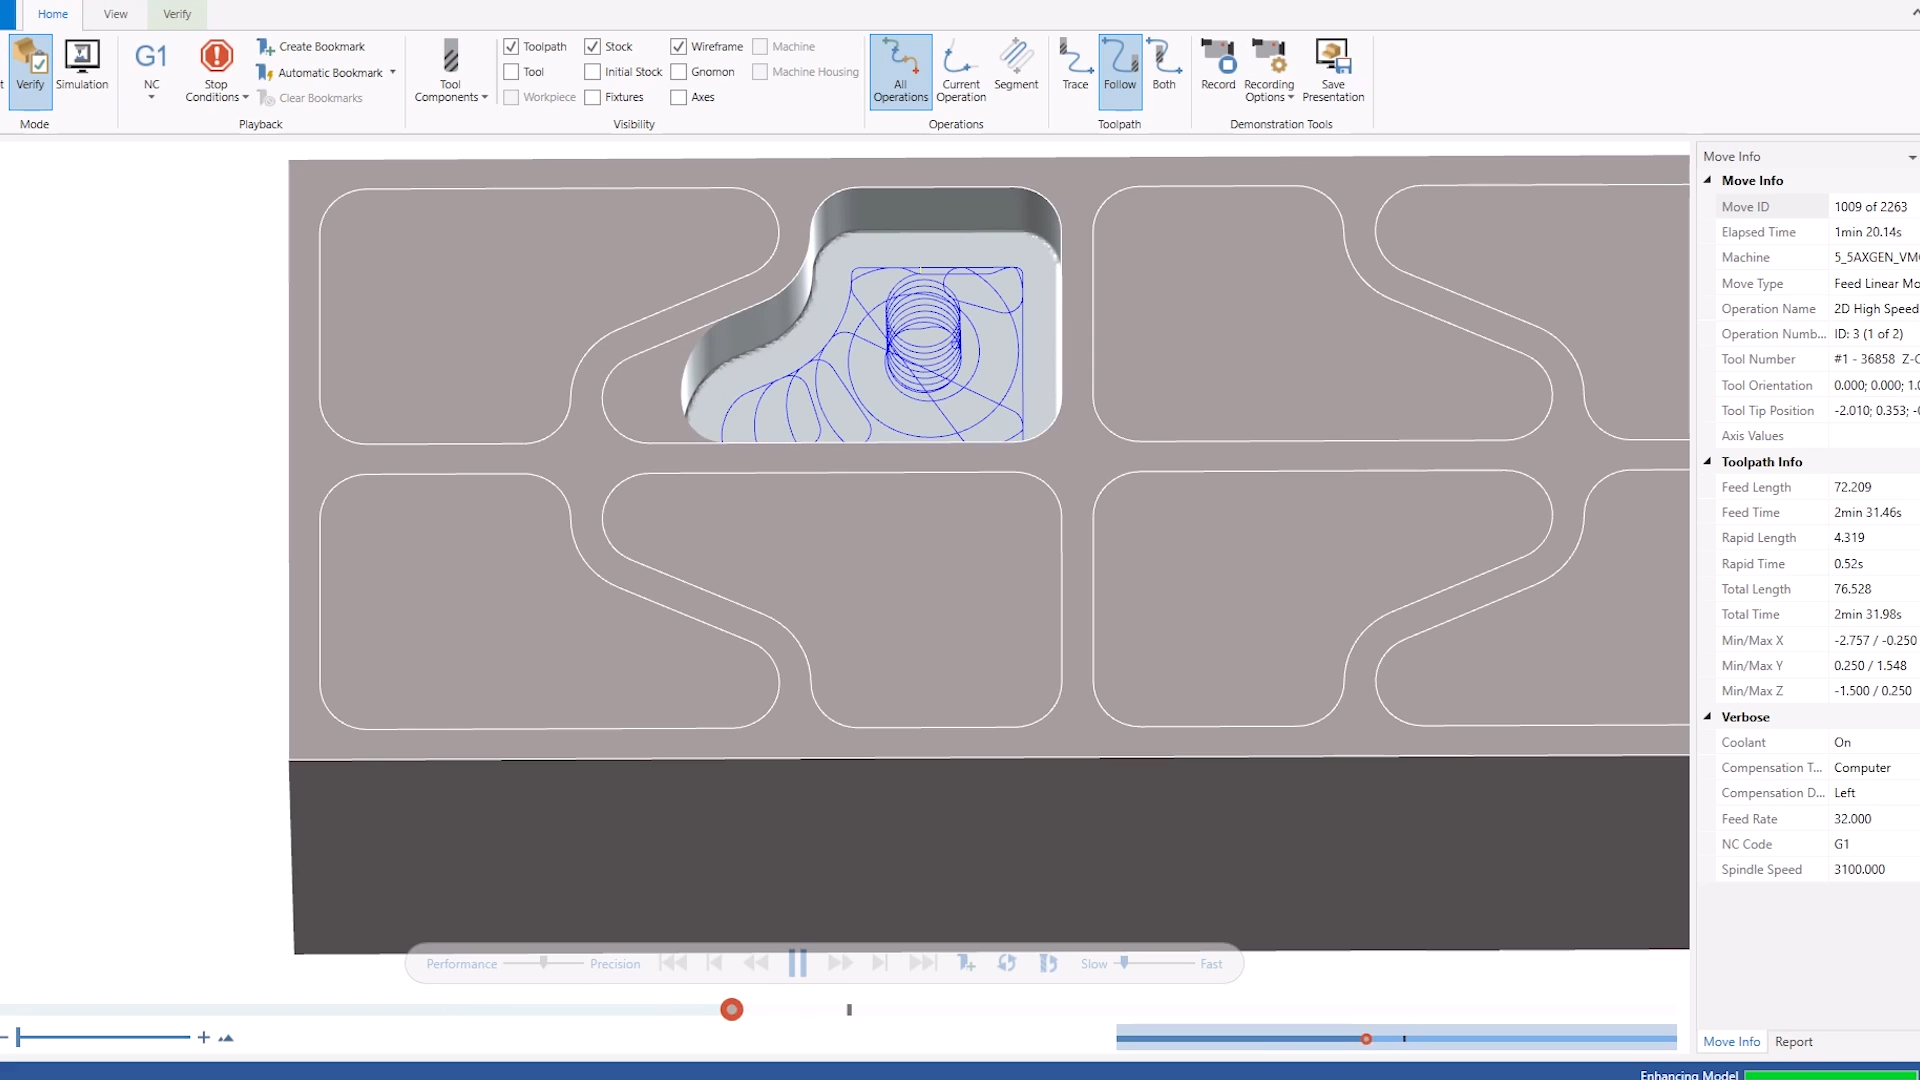 Home View Verify
Verify
Simulation
Mode
G1
NC
Stop
Conditions
Create Bookmark
Automatic Bookmark
Clear Bookmarks
Playback
Tool
Components
Toolpath Stock Wireframe Machine
Tool Initial Stock Gnomon Machine Housing
Workpiece Fixtures Axes
Visibility
All
Operations
Current
Operation
Segment
Operations
Trace
Follow
Both
Toolpath
Record
Recording
Options
Save
Presentation
Demonstration Tools
Move Info
Move Info
Move ID 1009 of 2263
Elapsed Time 1min 20.14s
Machine 5_5AXGEN_VM
Move Type Feed Linear Mo
Operation Name 2D High Speed
Operation Numb... ID: 3 (1 of 2)
Tool Number #1 - 36858 Z-
Tool Orientation 0.000; 0.000; 1.
Tool Tip Position -2.010; 0.353; -
Axis Values
Toolpath Info
Feed Length 72.209
Feed Time 2min 31.46s
Rapid Length 4.319
Rapid Time 0.52s
Total Length 76.528
Total Time 2min 31.98s
Min/Max X -2.757 / -0.250
Min/Max Y 0.250 / 1.548
Min/Max Z -1.500 / 0.250
Verbose
Coolant On
Compensation T... Computer
Compensation D... Left
Feed Rate 32.000
NC Code G1
Spindle Speed 3100.000
Performance Precision Slow Fast
Move Info Report
Enhancing Model